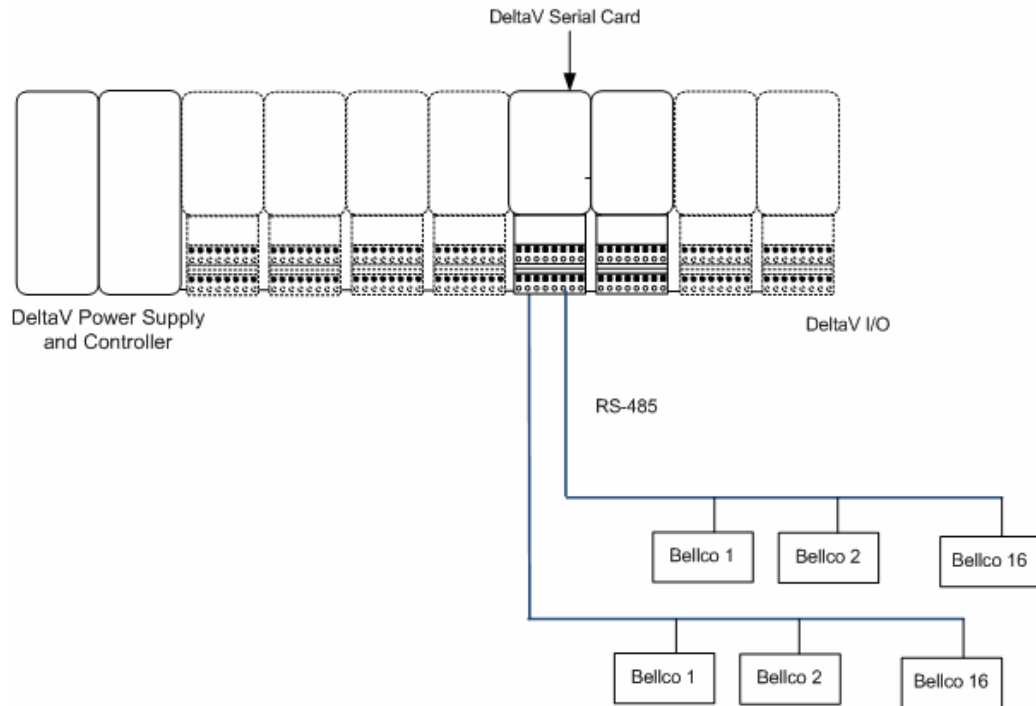 DeltaV Serial Card
DeltaV Power Supply
and Controller
DeltaV I/O
RS-485
Bellco 1
Bellco 2
Bellco 16
Bellco 1
Bellco 2
Bellco 16